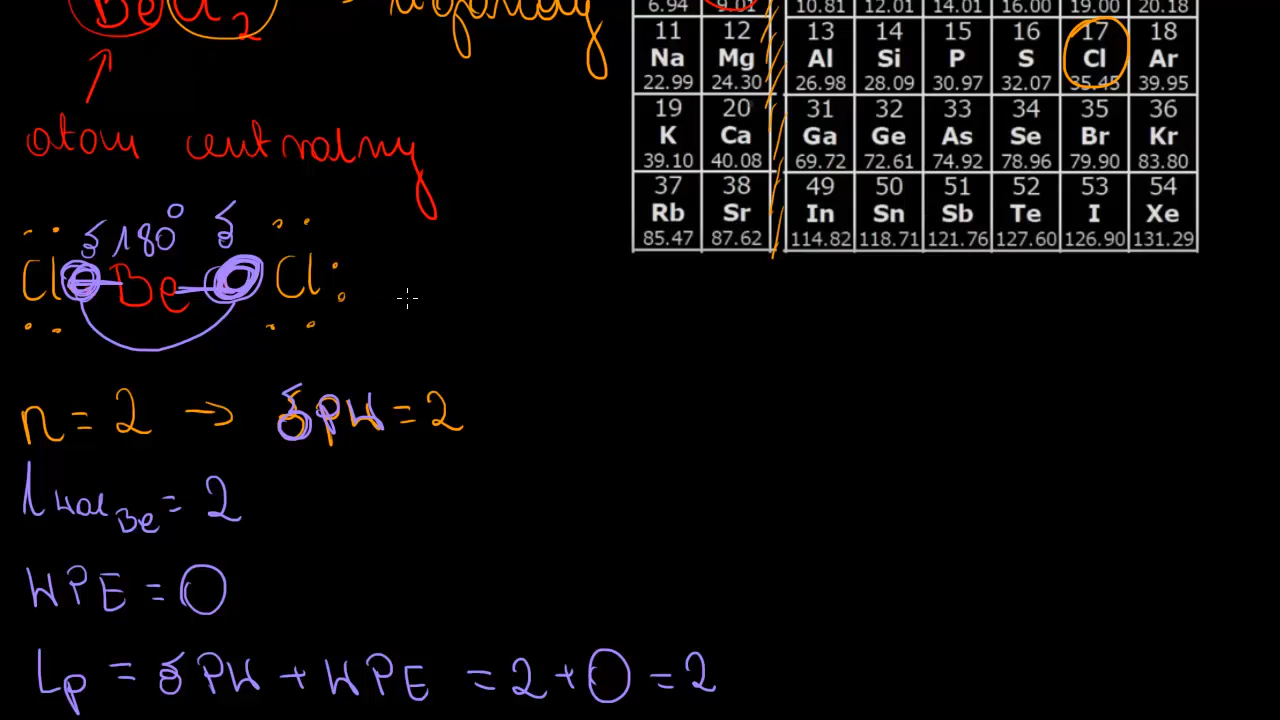 BeCl2
6.94 9.01 10.81 12.01 14.01 16.00 19.00 20.18
11 12 13 14 15 16 17 18
Na Mg Al Si P S Cl Ar
22.99 24.30 26.98 28.09 30.97 32.07 35.45 39.95
19 20 31 32 33 34 35 36
K Ca Ga Ge As Se Br Kr
39.10 40.08 69.72 72.61 74.92 78.96 79.90 83.80
37 38 49 50 51 52 53 54
Rb Sr In Sn Sb Te I Xe
85.47 87.62 114.82 118.71 121.76 127.60 126.90 131.29
atom centralny
δ 180° δ
Cl Be Cl
n = 2 → δPW = 2
lwalBe = 2
WPE = 0
Lp = δPW + WPE = 2 + 0 = 2